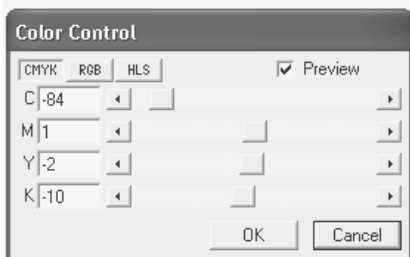 Color Control
CMYK RGB HLS Preview
C -84
M 1
Y -2
K -10
OK Cancel